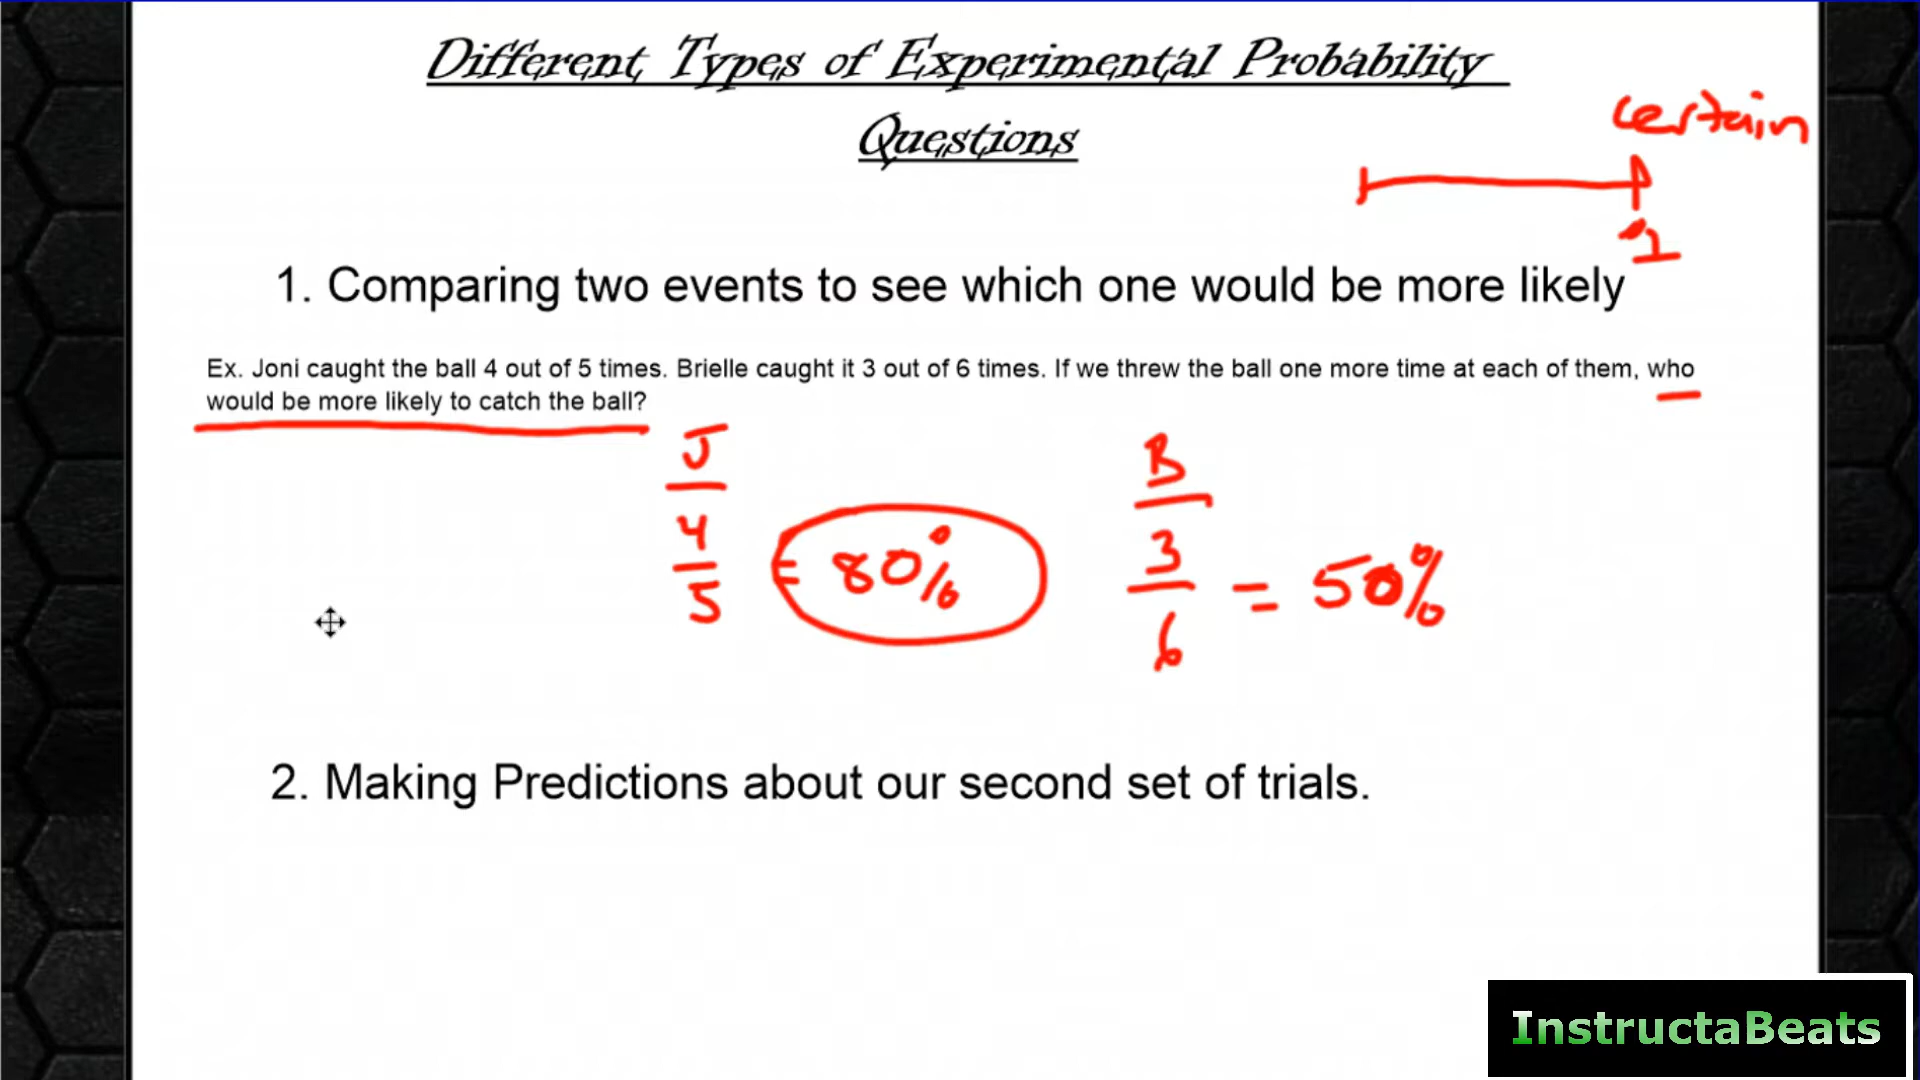 Different Types of Experimental Probability
Questions
certain
1
1. Comparing two events to see which one would be more likely
Ex. Joni caught the ball 4 out of 5 times. Brielle caught it 3 out of 6 times. If we threw the ball one more time at each of them, who
would be more likely to catch the ball?
J
4
5
= 80%
B
3
6
= 50%
2. Making Predictions about our second set of trials.
InstructaBeats